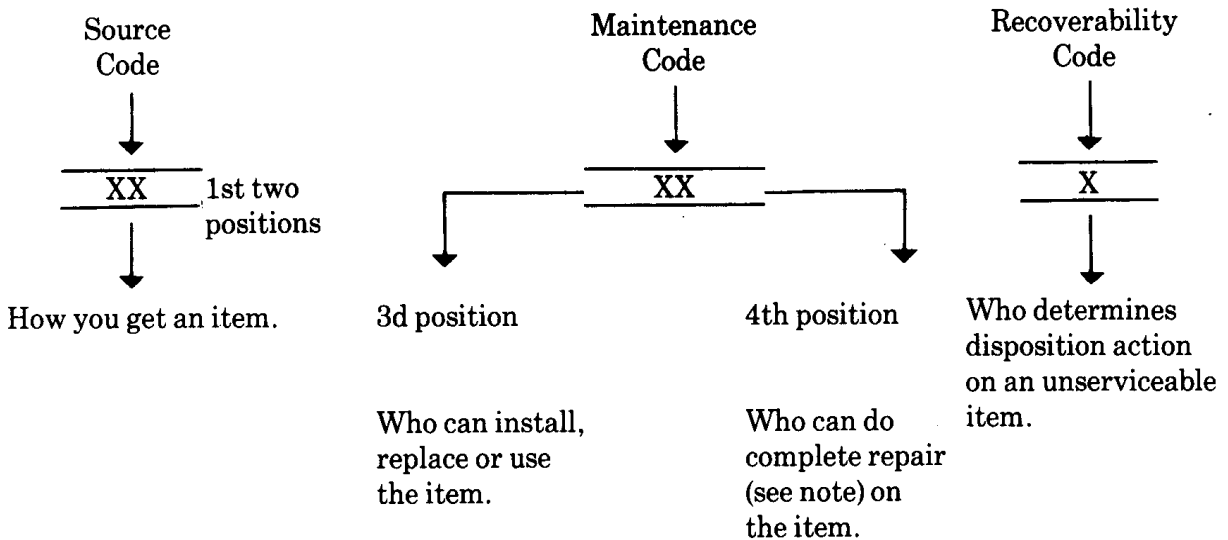 Source
Code
Maintenance
Code
Recoverability
Code
XX
1st two
positions
XX
X
How you get an item.
3d position
4th position
Who determines
disposition action
on an unserviceable
item.
Who can install,
replace or use
the item.
Who can do
complete repair
(see note) on
the item.